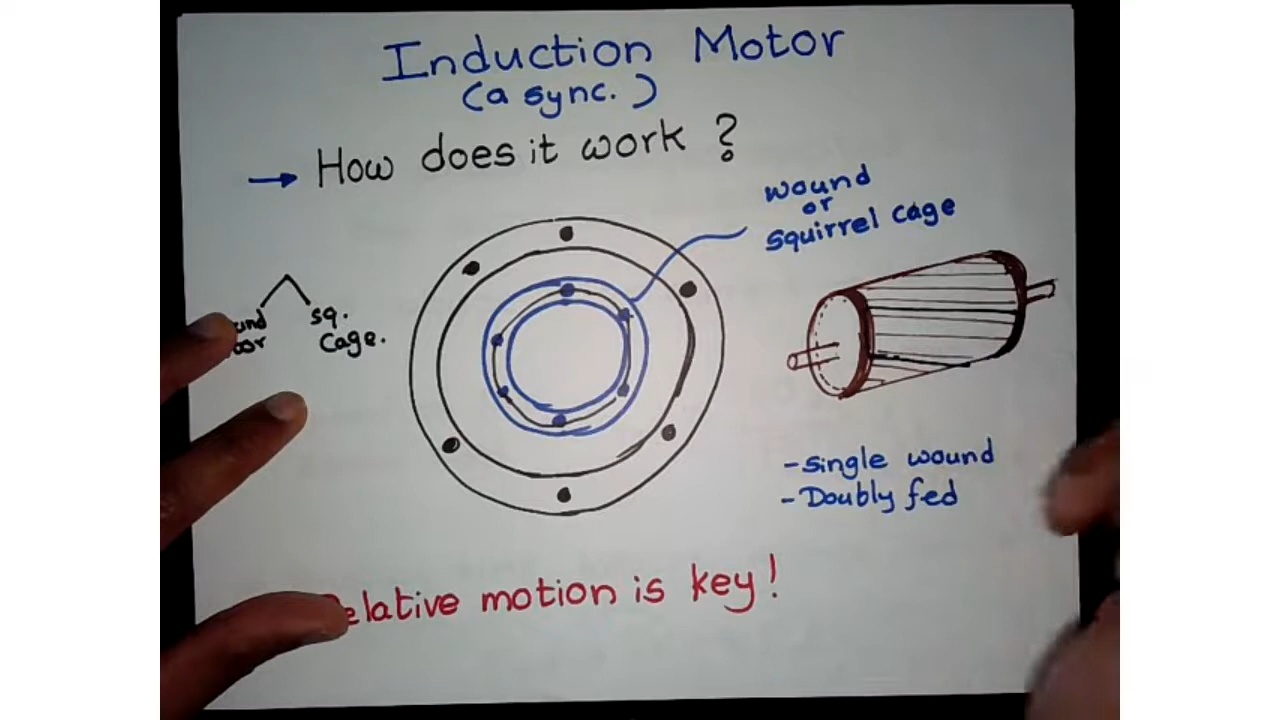 Induction Motor
(a sync.)
→ How does it work ?
wound
or
squirrel cage
sq.
Cage.
- single wound
- Doubly fed
motion is key!